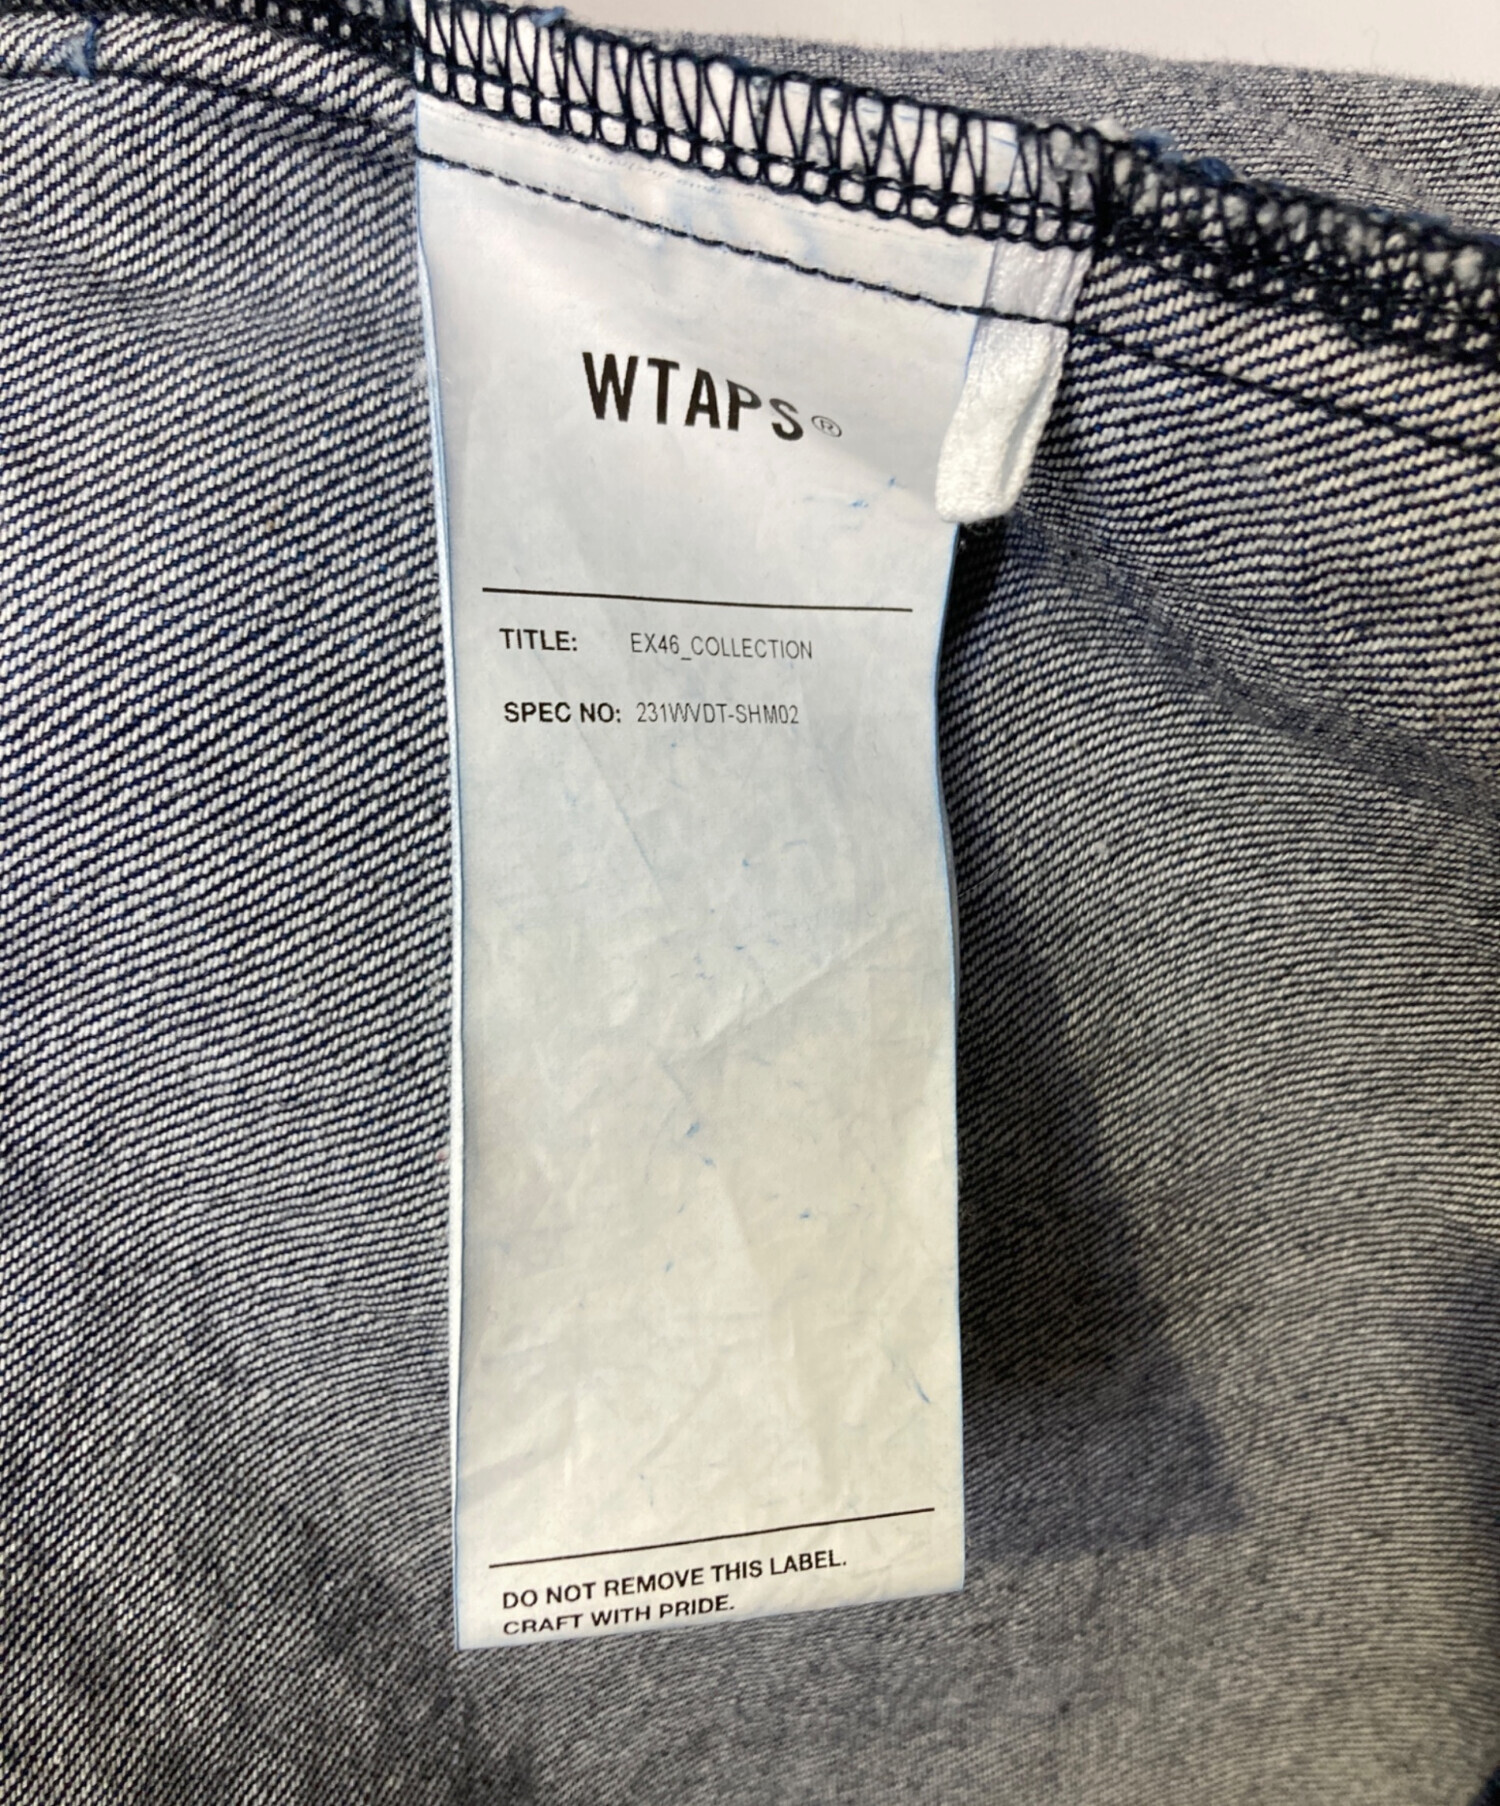 WTAPS®
TITLE: EX46_COLLECTION
SPEC NO: 231WVDT-SHM02
DO NOT REMOVE THIS LABEL.
CRAFT WITH PRIDE.